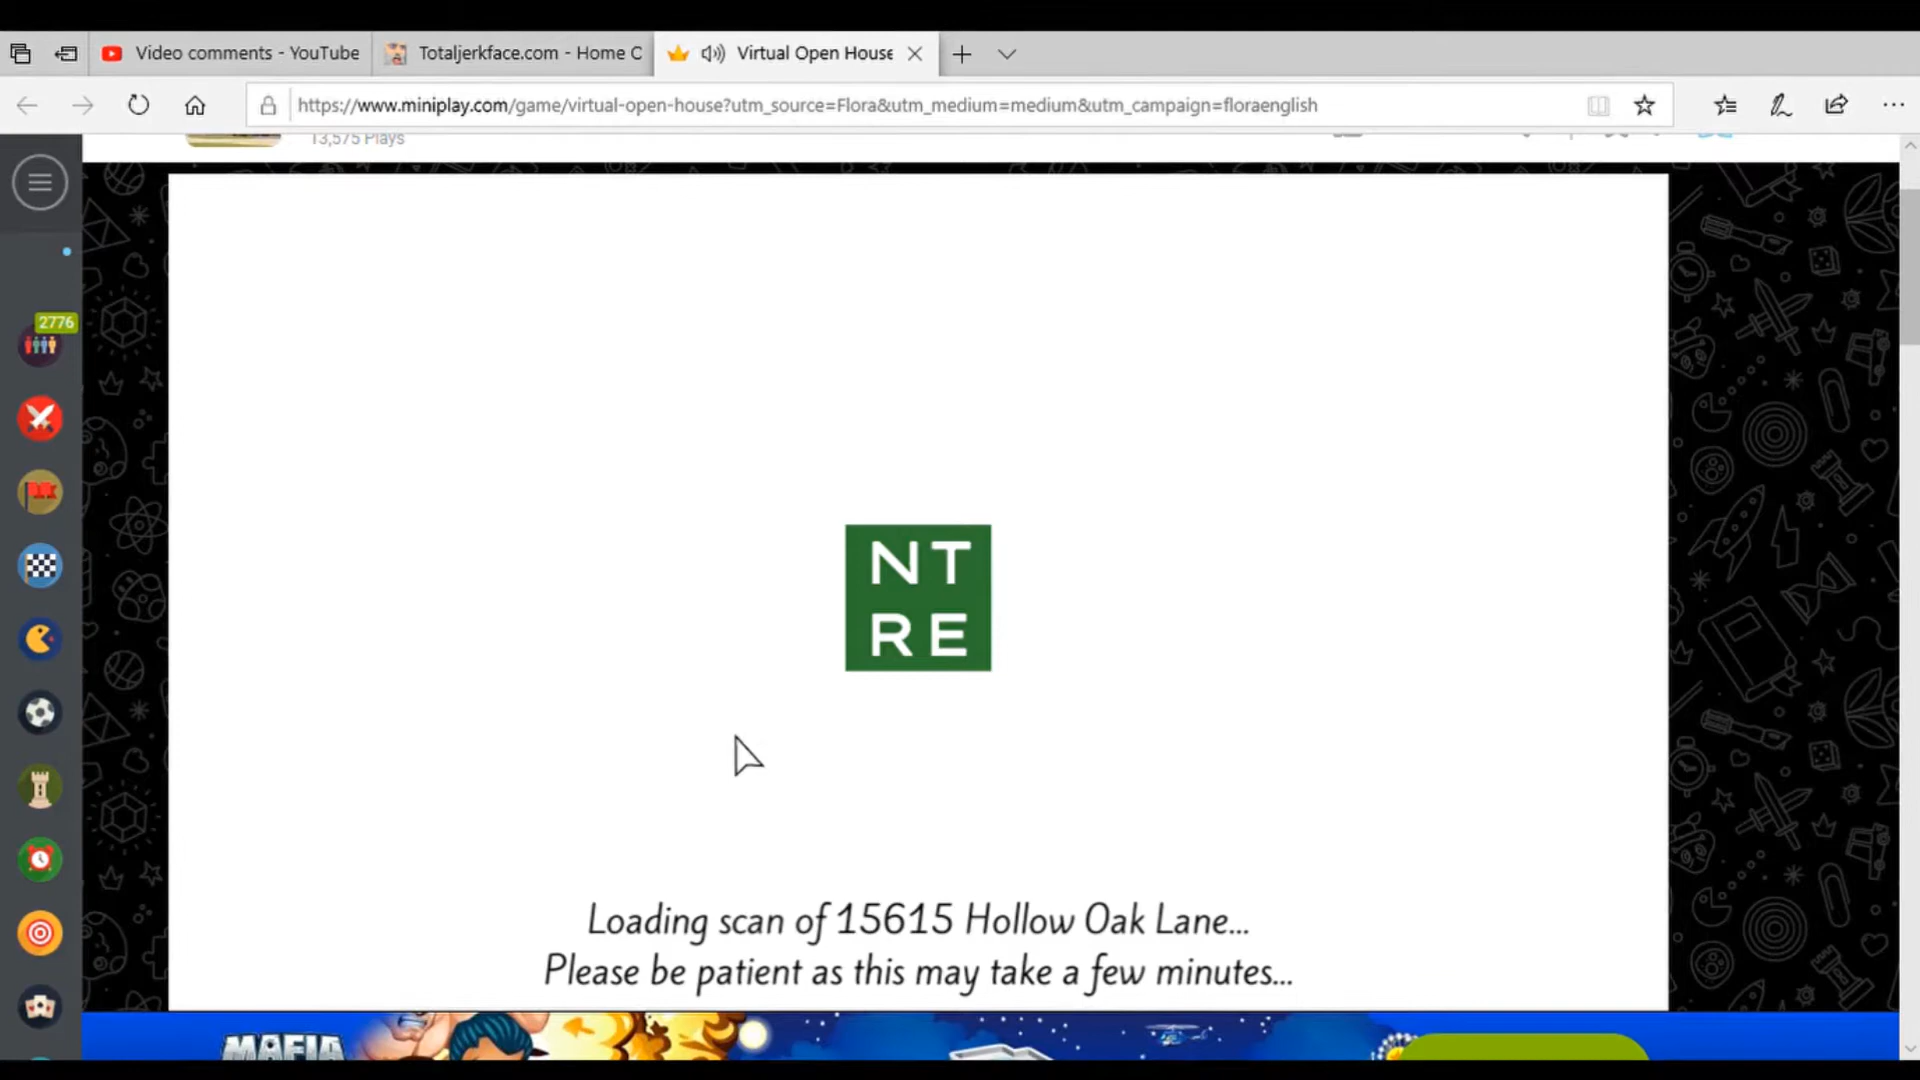 Video comments - YouTube
Totaljerkface.com - Home C
Virtual Open House
https://www.miniplay.com/game/virtual-open-house?utm_source=Flora&utm_medium=medium&utm_campaign=floraenglish
13,575 Plays
2776
NT
RE
Loading scan of 15615 Hollow Oak Lane...
Please be patient as this may take a few minutes...
MAFIA